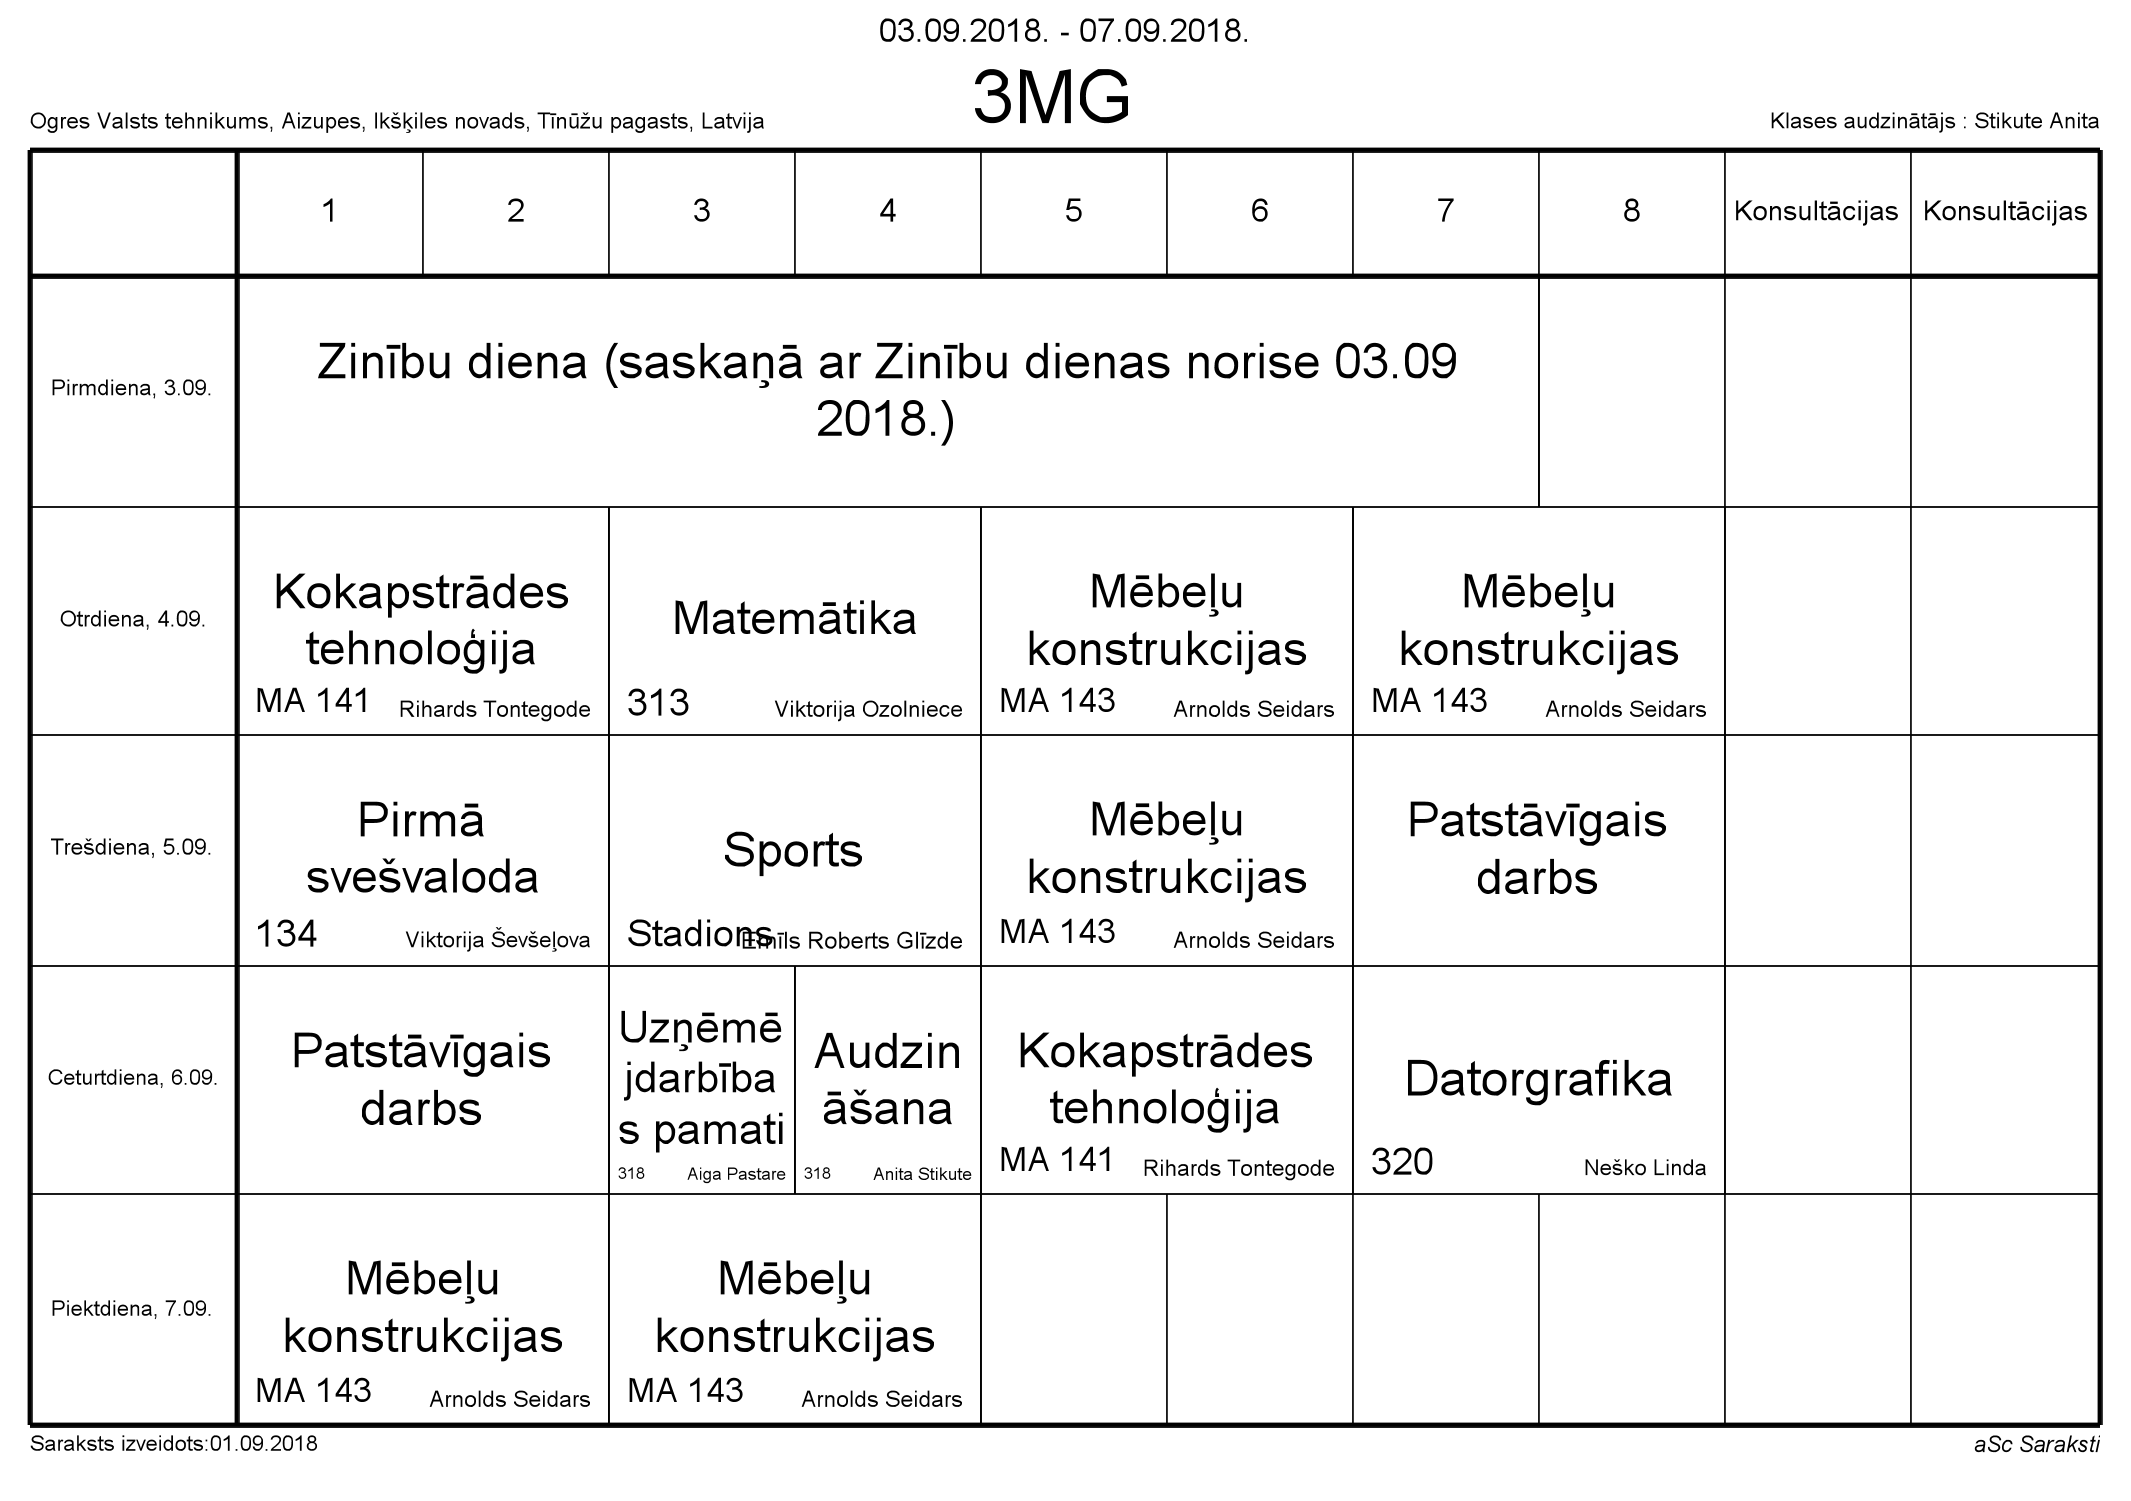 03.09.2018. - 07.09.2018.
3MG
Ogres Valsts tehnikums, Aizupes, Ikšķiles novads, Tīnūžu pagasts, Latvija
Klases audzinātājs : Stikute Anita
1 2 3 4 5 6 7 8 Konsultācijas Konsultācijas
Pirmdiena, 3.09.
Zinību diena (saskaņā ar Zinību dienas norise 03.09
2018.)
Otrdiena, 4.09.
Kokapstrādes
tehnoloģija
MA 141 Rihards Tontegode
Matemātika
313 Viktorija Ozolniece
Mēbeļu
konstrukcijas
MA 143 Arnolds Seidars
Mēbeļu
konstrukcijas
MA 143 Arnolds Seidars
Trešdiena, 5.09.
Pirmā
svešvaloda
134 Viktorija Ševšeļova
Sports
Stadions Emīls Roberts Glīzde
Mēbeļu
konstrukcijas
MA 143 Arnolds Seidars
Patstāvīgais
darbs
Ceturtdiena, 6.09.
Patstāvīgais
darbs
Uzņēmē
jdarbība
s pamati
318 Aiga Pastare
Audzin
āšana
318 Anita Stikute
Kokapstrādes
tehnoloģija
MA 141 Rihards Tontegode
Datorgrafika
320 Neško Linda
Piektdiena, 7.09.
Mēbeļu
konstrukcijas
MA 143 Arnolds Seidars
Mēbeļu
konstrukcijas
MA 143 Arnolds Seidars
Saraksts izveidots:01.09.2018
aSc Saraksti